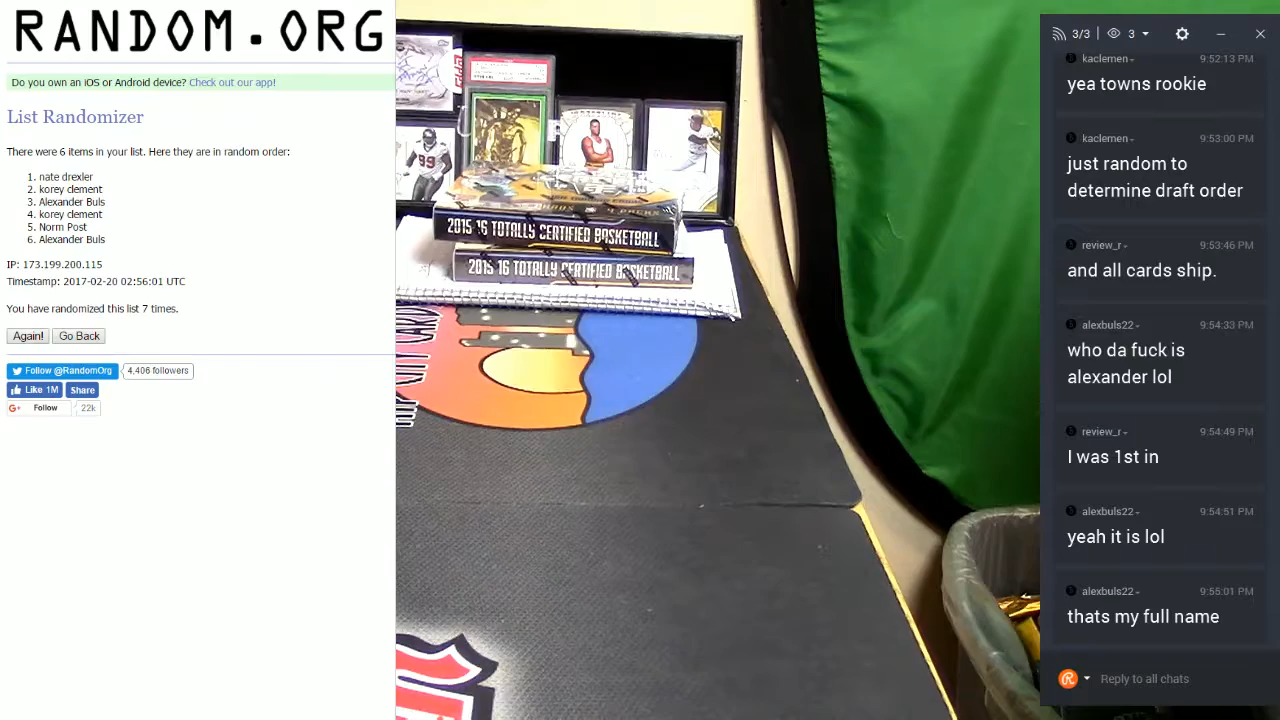 RANDOM.ORG
Do you own an iOS or Android device? Check out our app!
List Randomizer
There were 6 items in your list. Here they are in random order:
1. nate drexler
2. korey clement
3. Alexander Buls
4. korey clement
5. Norm Post
6. Alexander Buls
IP: 173.199.200.115
Timestamp: 2017-02-20 02:56:01 UTC
You have randomized this list 7 times.
Again! Go Back
Follow @RandomOrg 4,406 followers
Like 1M Share
G+ Follow 22k
99
2015-16 TOTALLY CERTIFIED BASKETBALL
2015-16 TOTALLY CERTIFIED BASKETBALL
3/3 3
kaclemen 9:52:13 PM
yea towns rookie
kaclemen 9:53:00 PM
just random to
determine draft order
review_r 9:53:46 PM
and all cards ship.
alexbuls22 9:54:33 PM
what da fuck is
alexander lol
review_r 9:54:49 PM
I was 1st in
alexbuls22 9:54:51 PM
yeah it is lol
alexbuls22 9:55:01 PM
thats my full name
Reply to all chats